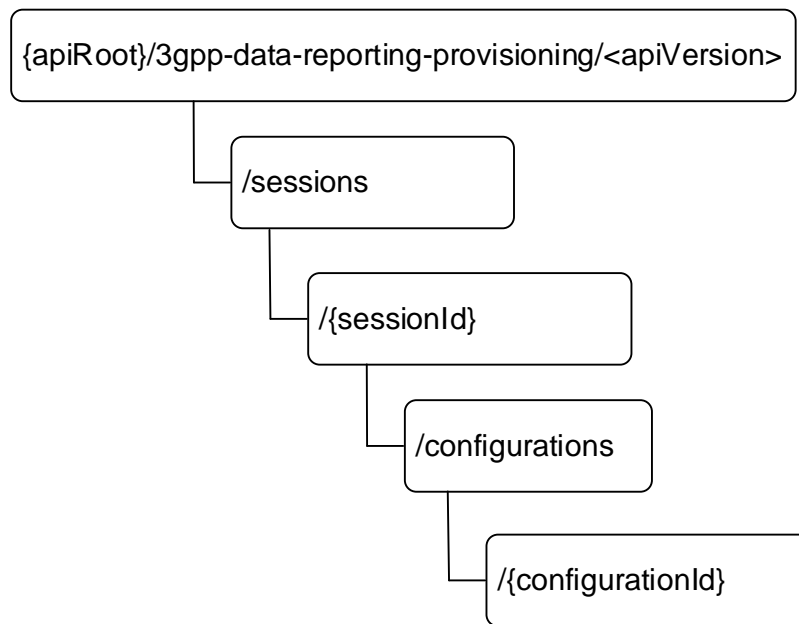 {apiRoot}/3gpp-data-reporting-provisioning/<apiVersion>
/sessions
/{sessionId}
/configurations
/{configurationId}